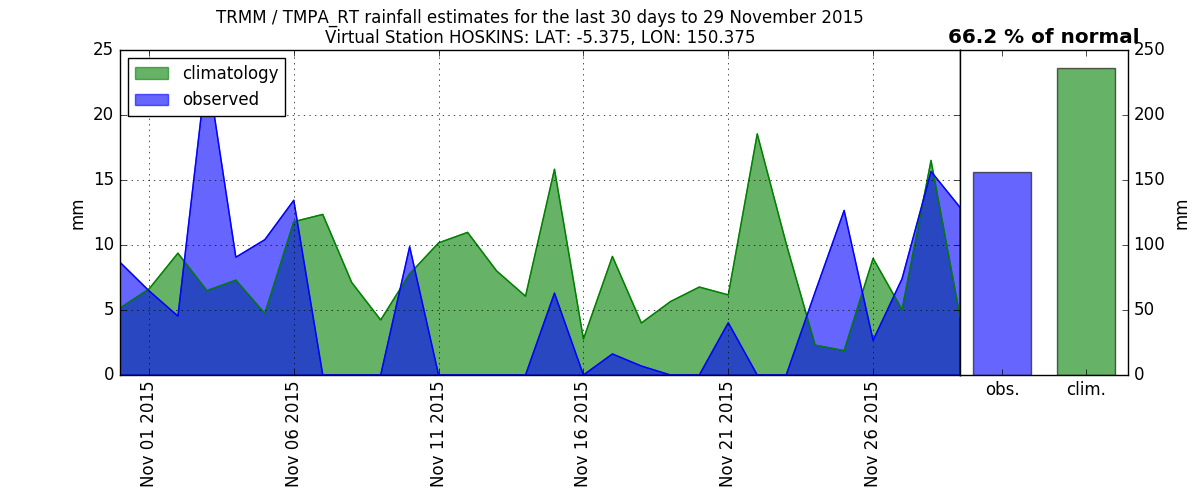 TRMM / TMPA_RT rainfall estimates for the last 30 days to 29 November 2015
Virtual Station HOSKINS: LAT: -5.375, LON: 150.375
66.2 % of normal
climatology
observed
25
20
15
10
5
0
mm
Nov 01 2015
Nov 06 2015
Nov 11 2015
Nov 16 2015
Nov 21 2015
Nov 26 2015
250
200
150
100
50
0
mm
obs.
clim.